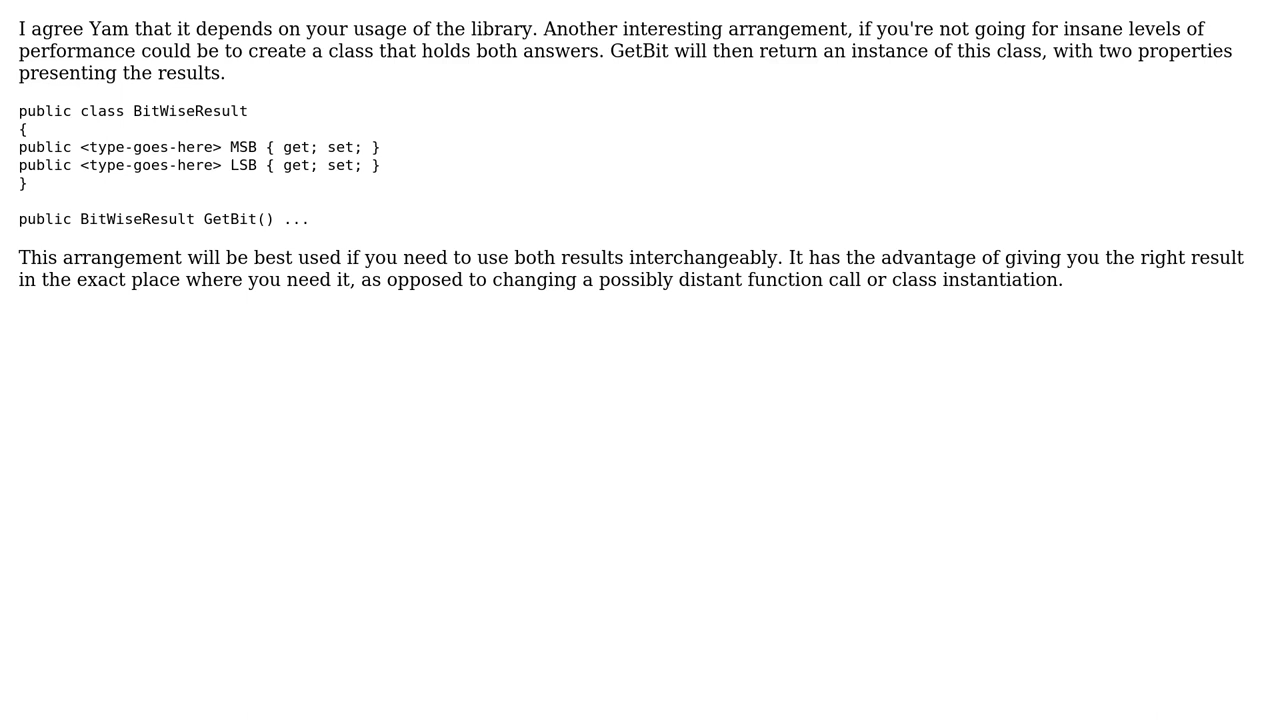 I agree Yam that it depends on your usage of the library. Another interesting arrangement, if you're not going for insane levels of
performance could be to create a class that holds both answers. GetBit will then return an instance of this class, with two properties
presenting the results.
public class BitWiseResult
{
public <type-goes-here> MSB { get; set; }
public <type-goes-here> LSB { get; set; }
}
public BitWiseResult GetBit() ...
This arrangement will be best used if you need to use both results interchangeably. It has the advantage of giving you the right result
in the exact place where you need it, as opposed to changing a possibly distant function call or class instantiation.